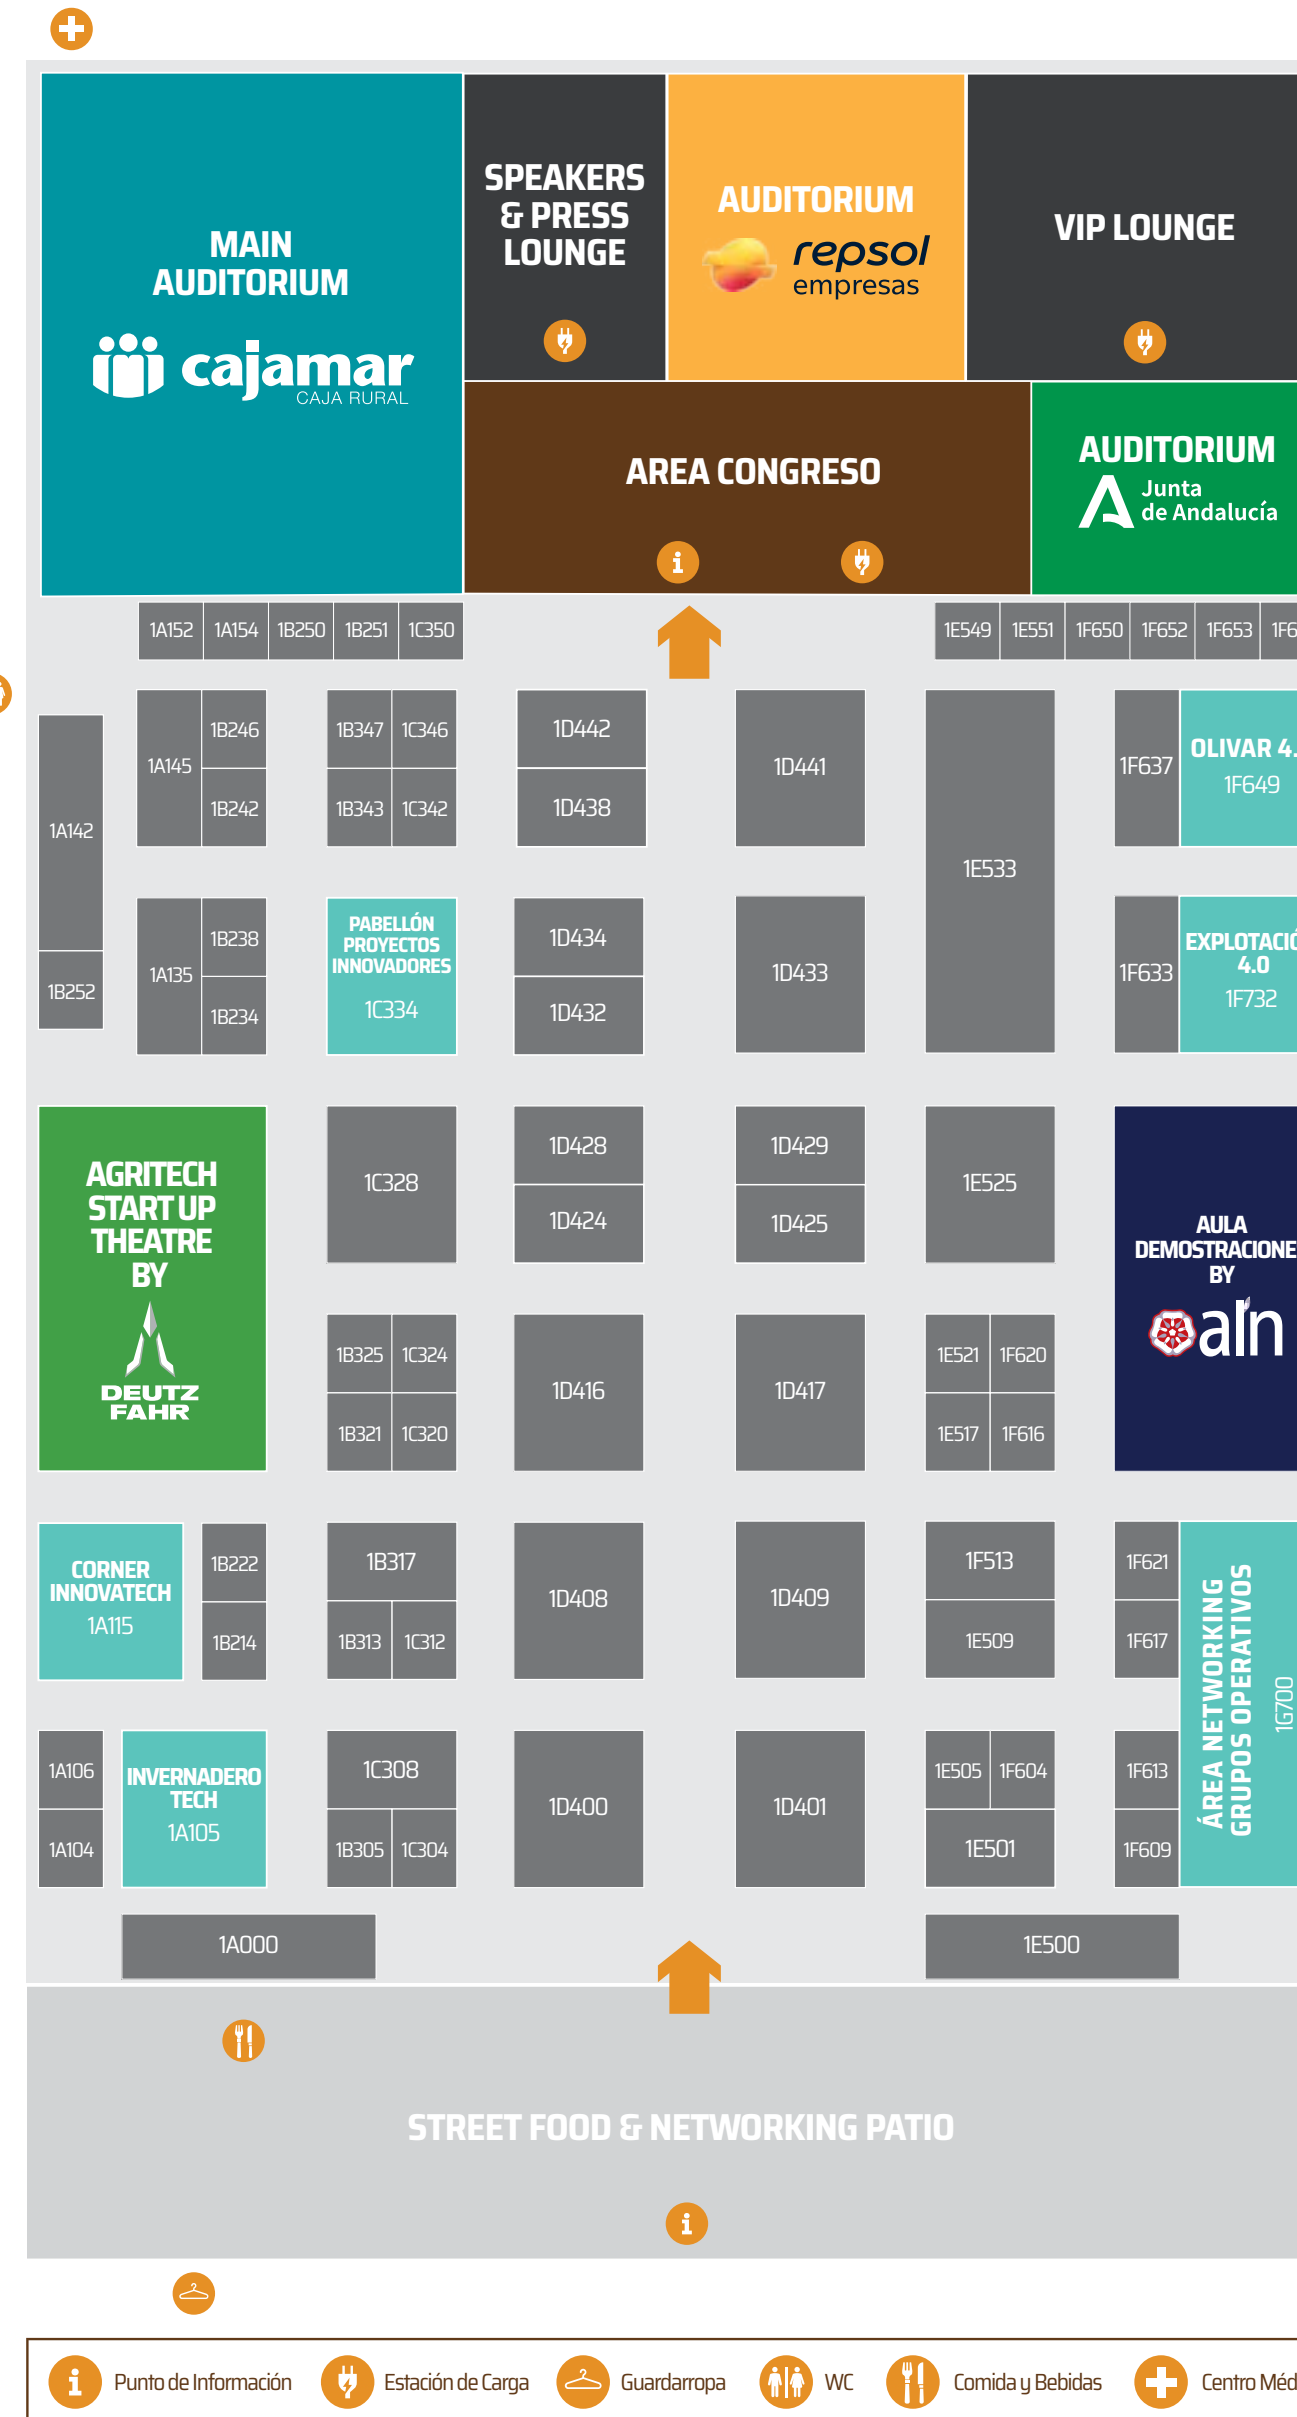 MAIN
AUDITORIUM
cajamar
CAJA RURAL
SPEAKERS
& PRESS
LOUNGE
AUDITORIUM
repsol
empresas
VIP LOUNGE
AREA CONGRESO
AUDITORIUM
Junta
de Andalucía
1A152 1A154 1B250 1B251 1C350
1E549 1E551 1F650 1F652 1F653 1F6
1A142
1B252
1A145
1B246
1B242
1B347 1C346
1B343 1C342
1D442
1D438
1D441
1E533
1F637
OLIVAR 4.
1F649
1A135
1B238
1B234
PABELLÓN
PROYECTOS
INNOVADORES
1C334
1D434
1D432
1D433
1F633
EXPLOTACIÓ
4.0
1F732
AGRITECH
START UP
THEATRE
BY
DEUTZ
FAHR
1C328
1D428
1D424
1D429
1D425
1E525
AULA
DEMOSTRACIONE
BY
ain
1B325 1C324
1B321 1C320
1D416
1D417
1E521 1F620
1E517 1F616
CORNER
INNOVATECH
1A115
1B222
1B214
1B317
1B313 1C312
1D408
1D409
1F513
1E509
1F621
1F617
ÁREA NETWORKING
GRUPOS OPERATIVOS
1G700
1A106
1A104
INVERNADERO
TECH
1A105
1C308
1B305 1C304
1D400
1D401
1E505 1F604
1E501
1F613
1F609
1A000
1E500
STREET FOOD & NETWORKING PATIO
Punto de Información Estación de Carga Guardarropa WC Comida y Bebidas Centro Méd